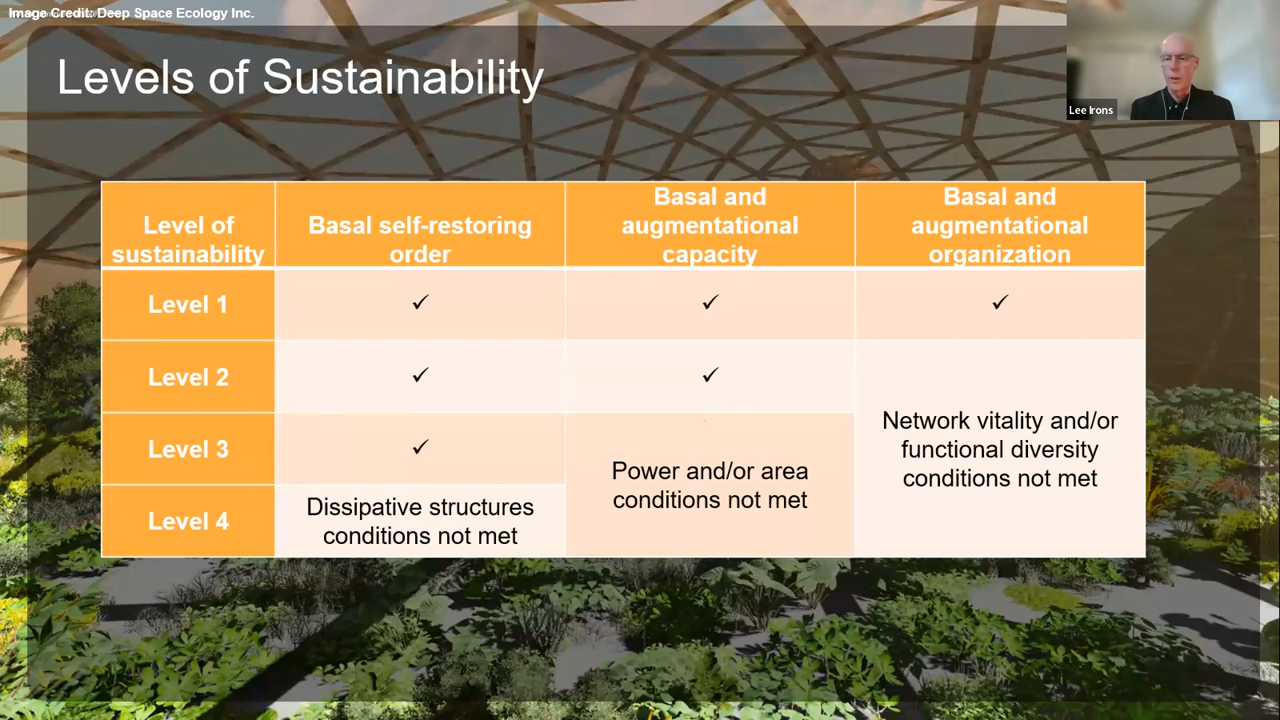 Image Credit: Deep Space Ecology Inc.
Levels of Sustainability
Lee Irons
Level of
sustainability
Basal self-restoring
order
Basal and
augmentational
capacity
Basal and
augmentational
organization
Level 1
✓
✓
✓
Level 2
✓
✓
Level 3
✓
Level 4
Dissipative structures
conditions not met
Power and/or area
conditions not met
Network vitality and/or
functional diversity
conditions not met